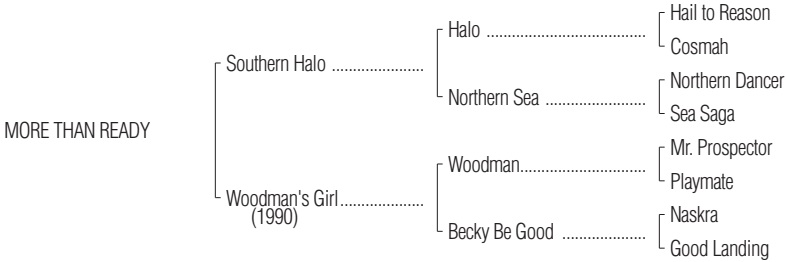 Hail to Reason
Halo ......................................
Cosmah
Southern Halo ......................
Northern Dancer
Northern Sea ........................
Sea Saga
MORE THAN READY
Mr. Prospector
Woodman..............................
Playmate
Woodman's Girl....................
(1990)
Naskra
Becky Be Good ....................
Good Landing